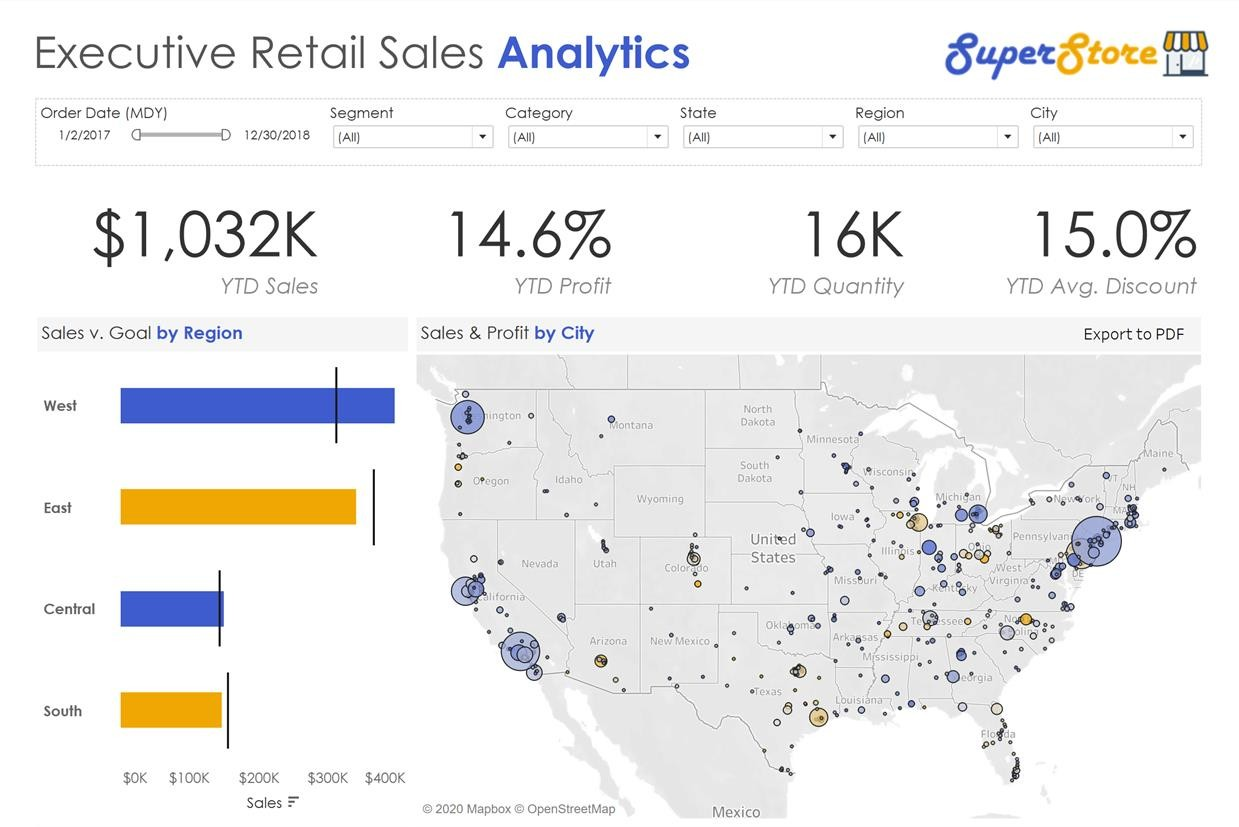 Executive Retail Sales Analytics
SuperStore
Order Date (MDY)
1/2/2017
12/30/2018
Segment
(All)
Category
(All)
State
(All)
Region
(All)
City
(All)
$1,032K
YTD Sales
14.6%
YTD Profit
16K
YTD Quantity
15.0%
YTD Avg. Discount
Sales v. Goal by Region
West
East
Central
South
$0K
$100K
$200K
$300K
$400K
Sales
Sales & Profit by City
Export to PDF
Montana
North
Dakota
Minnesota
Maine
South
Dakota
Wisconsin
Oregon
Idaho
Wyoming
Michigan
VT
NH
New York
MA
Iowa
United
States
Nevada
Utah
Colorado
Illinois
Ohio
Pennsylvan
West
Virginia
DE
Missouri
Kentucky
California
Arizona
New Mexico
Oklahoma
Arkansas
Tennessee
Mississippi
Georgia
Texas
Louisiana
Florida
Mexico
© 2020 Mapbox © OpenStreetMap